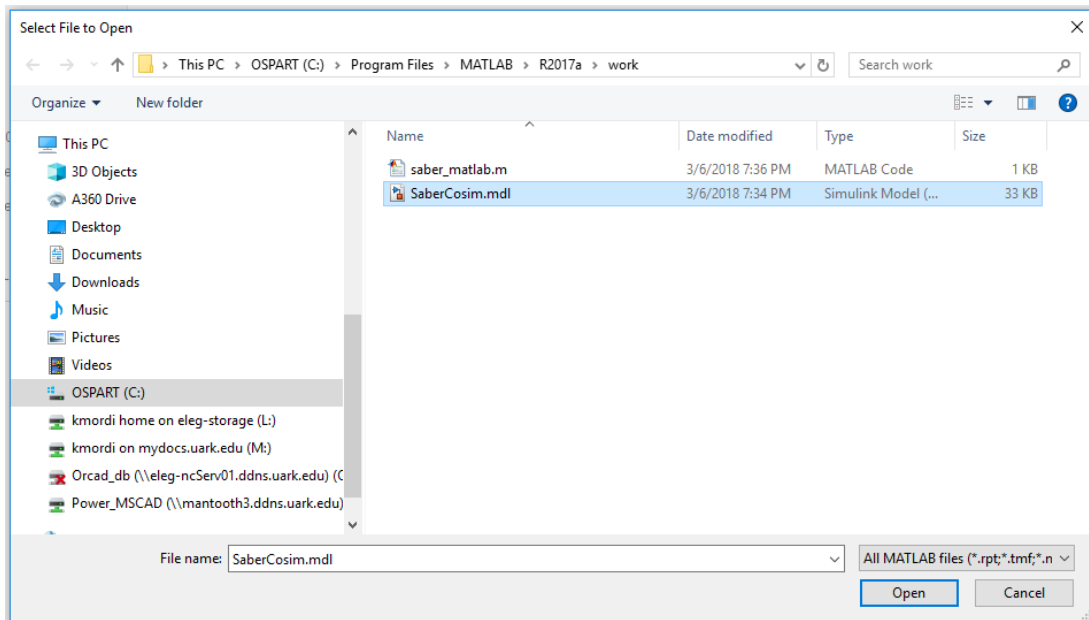 Select File to Open
This PC > OSPART (C:) > Program Files > MATLAB > R2017a > work
Search work
Organize
New folder
Name Date modified Type Size
This PC
3D Objects
A360 Drive
Desktop
Documents
Downloads
Music
Pictures
Videos
OSPART (C:)
kmordi home on eleg-storage (L:)
kmordi on mydocs.uark.edu (M:)
Orcad_db (\\eleg-ncServ01.ddns.uark.edu) (
Power_MSCAD (\\mantooth3.ddns.uark.edu)
saber_matlab.m 3/6/2018 7:36 PM MATLAB Code 1 KB
SaberCosim.mdl 3/6/2018 7:34 PM Simulink Model (... 33 KB
File name: SaberCosim.mdl
All MATLAB files (*.rpt;*.tmf;*.n
Open Cancel